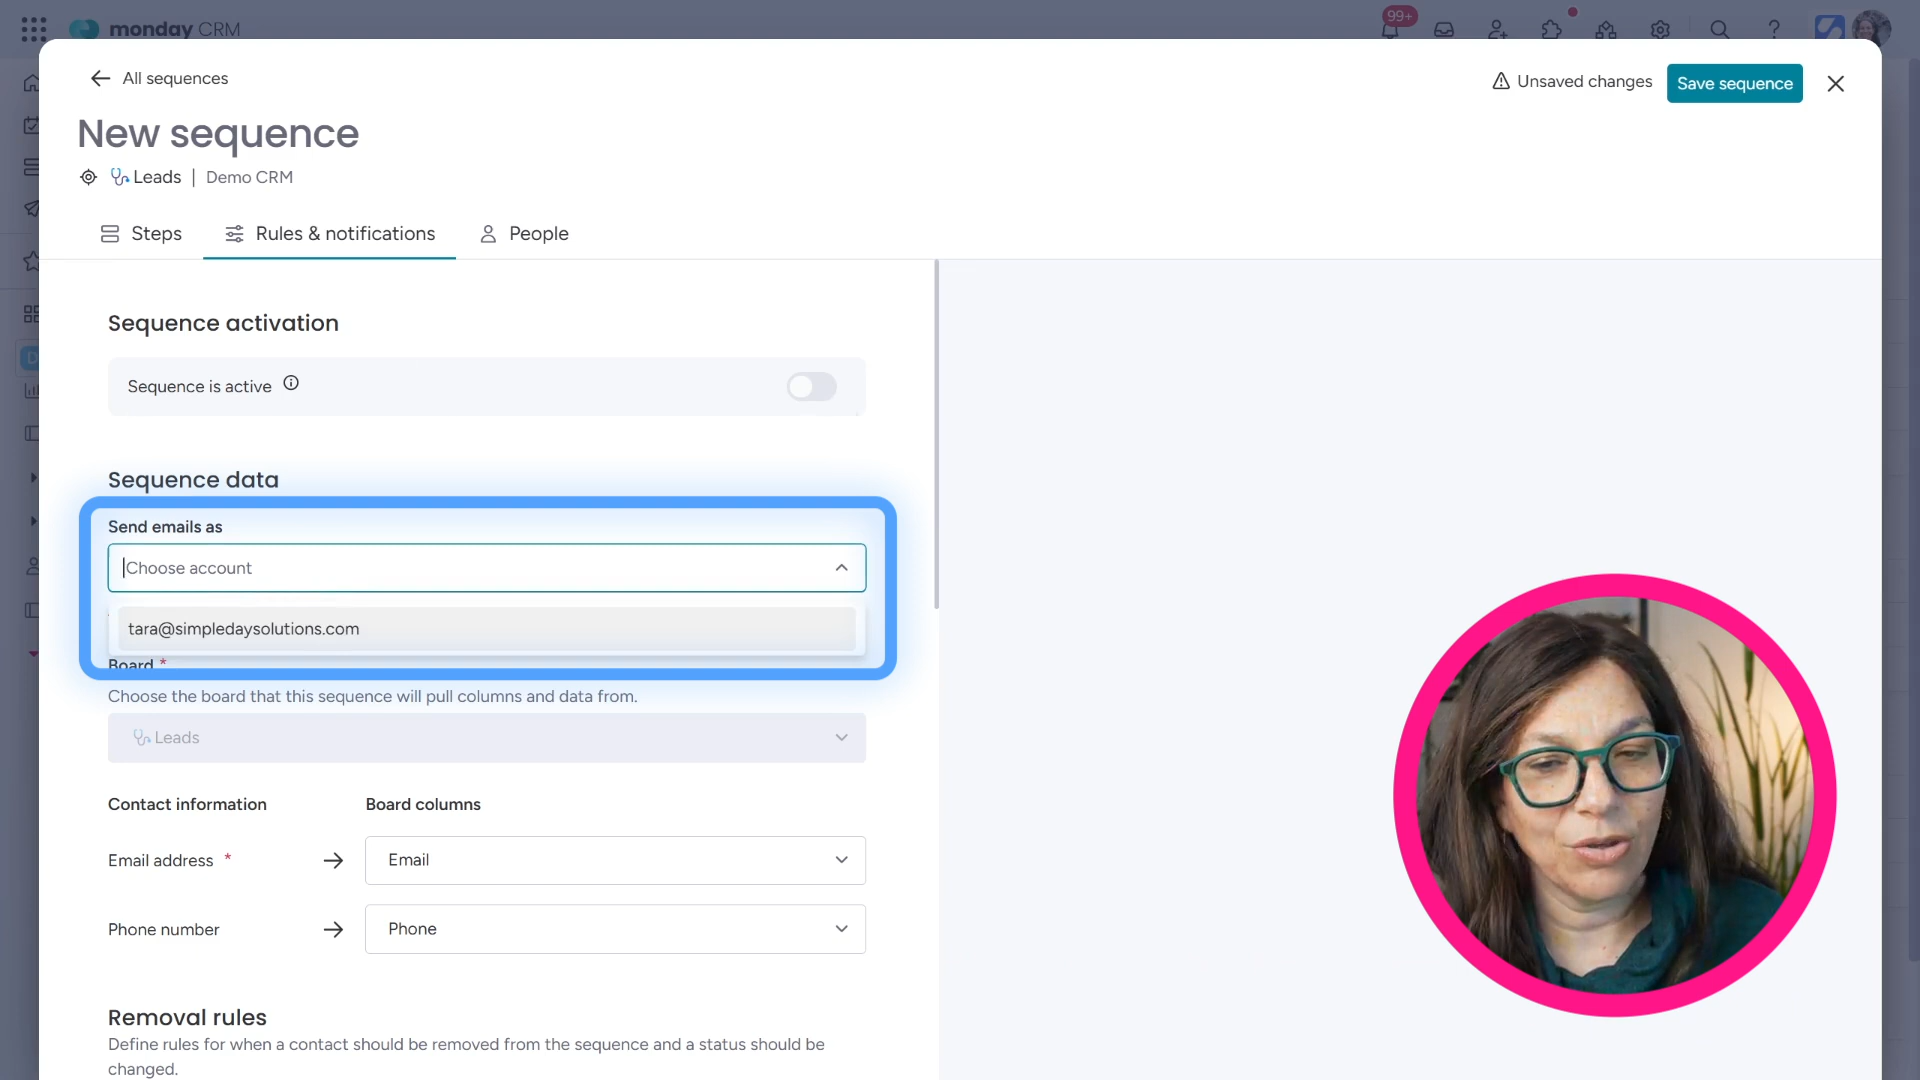 monday CRM
99+
All sequences
Unsaved changes
Save sequence
New sequence
Leads | Demo CRM
Steps
Rules & notifications
People
Sequence activation
Sequence is active
Sequence data
Send emails as
Choose account
tara@simpledaysolutions.com
Board *
Choose the board that this sequence will pull columns and data from.
Leads
Contact information
Board columns
Email address *
Email
Phone number
Phone
Removal rules
Define rules for when a contact should be removed from the sequence and a status should be
changed.